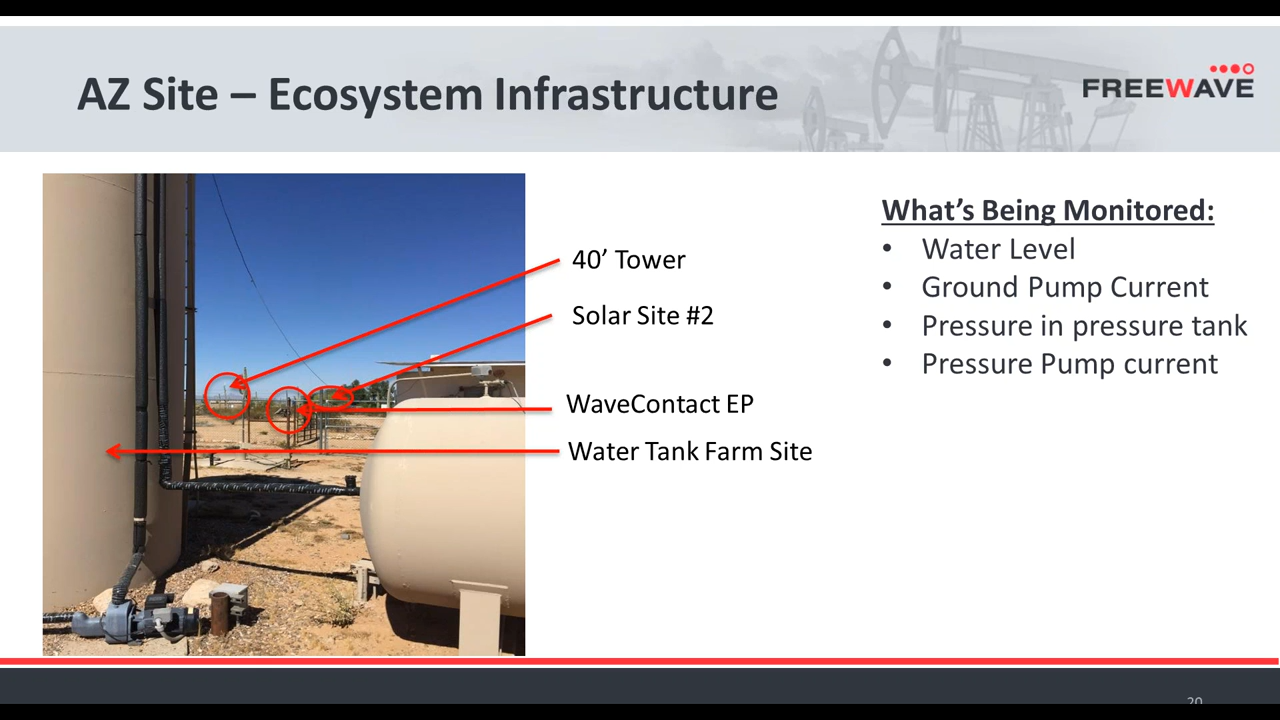 AZ Site – Ecosystem Infrastructure
FREEWAVE
40’ Tower
Solar Site #2
WaveContact EP
Water Tank Farm Site
What’s Being Monitored:
• Water Level
• Ground Pump Current
• Pressure in pressure tank
• Pressure Pump current
20